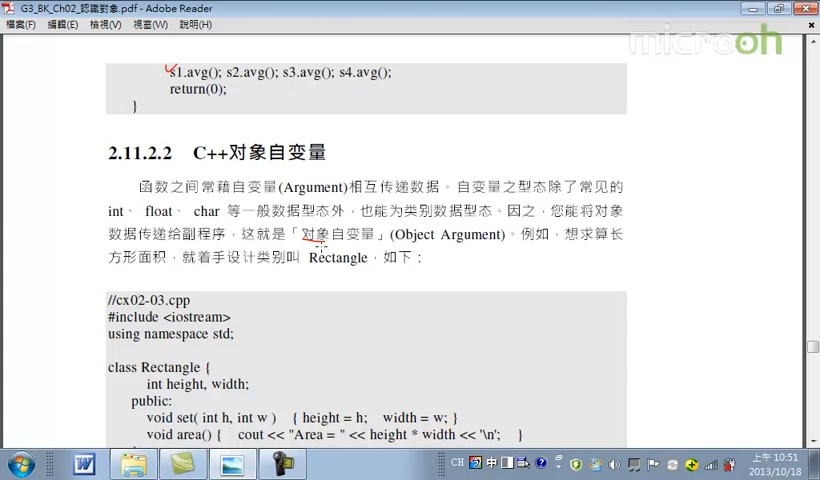 G3_BK_Ch02_認識對象.pdf - Adobe Reader
檔案(F) 編輯(E) 檢視(V) 視窗(W) 說明(H)
microoh
s1.avg(); s2.avg(); s3.avg(); s4.avg();
return(0);
}
2.11.2.2 C++对象自变量
函数之间常藉自变量(Argument)相互传递数据。自变量之型态除了常见的
int、 float、 char 等一般数据型态外，也能为类别数据型态。因之，您能将对象
数据传递给副程序，这就是「对象自变量」(Object Argument)。例如，想求算长
方形面积，就着手设计类别叫 Rectangle，如下：
//cx02-03.cpp
#include <iostream>
using namespace std;
class Rectangle {
int height, width;
public:
void set( int h, int w ) { height = h; width = w; }
void area() { cout << "Area = " << height * width << '\n'; }
CH 中
上午 10:51
2013/10/18